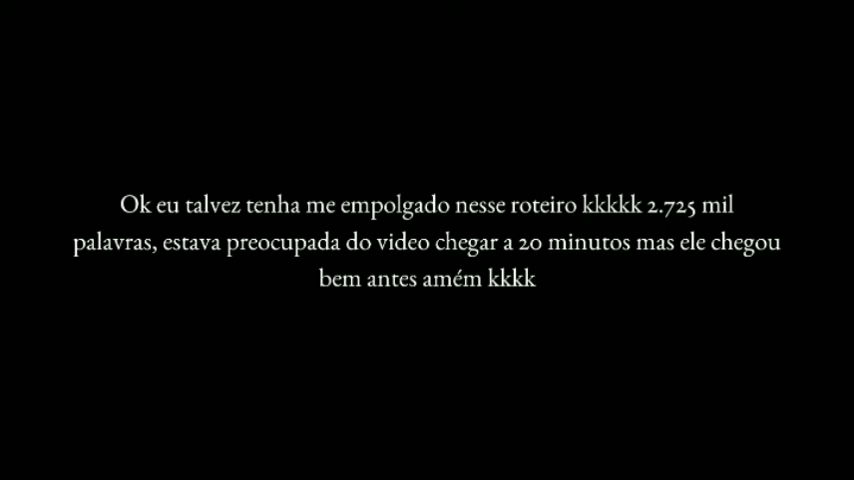 Ok eu talvez tenha me empolgado nesse roteiro kkkkk 2.725 mil
palavras, estava preocupada do video chegar a 20 minutos mas ele chegou
bem antes amém kkkk